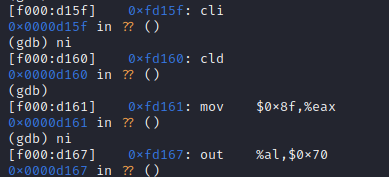 [f000:d15f]    0×fd15f: cli
0×0000d15f in ?? ()
(gdb) ni
[f000:d160]    0×fd160: cld
0×0000d160 in ?? ()
(gdb)
[f000:d161]    0×fd161: mov    $0×8f,%eax
0×0000d161 in ?? ()
(gdb) ni
[f000:d167]    0×fd167: out    %al,$0×70
0×0000d167 in ?? ()